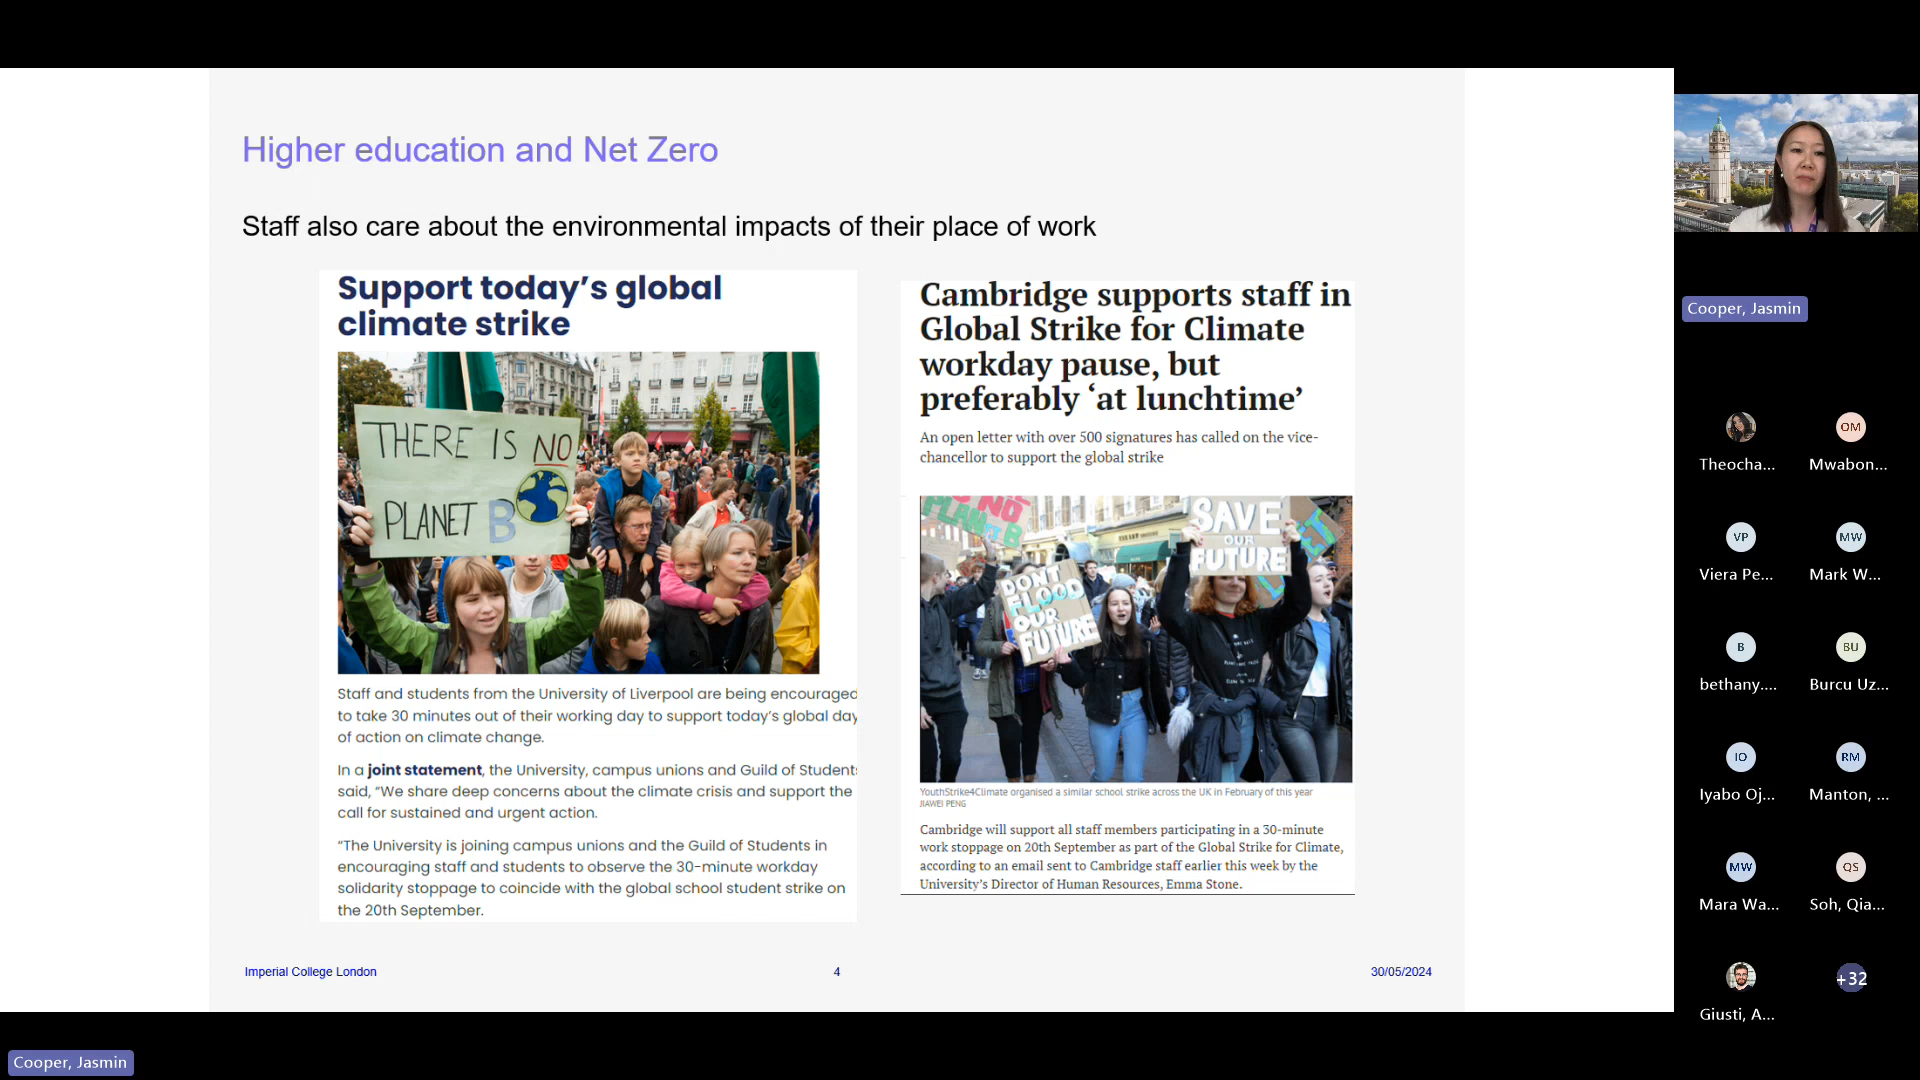 Higher education and Net Zero
Staff also care about the environmental impacts of their place of work
Support today’s global
climate strike
THERE IS NO
PLANET B
Staff and students from the University of Liverpool are being encouraged
to take 30 minutes out of their working day to support today’s global day
of action on climate change.
In a joint statement, the University, campus unions and Guild of Students
said, “We share deep concerns about the climate crisis and support the
call for sustained and urgent action.
“The University is joining campus unions and the Guild of Students in
encouraging staff and students to observe the 30-minute workday
solidarity stoppage to coincide with the global school student strike on
the 20th September.
Cambridge supports staff in
Global Strike for Climate
workday pause, but
preferably ‘at lunchtime’
An open letter with over 500 signatures has called on the vice-
chancellor to support the global strike
NO
PLANET B
SAVE
OUR
FUTURE
DONT
FLOOD
OUR
FUTURE
YouthStrike4Climate organised a similar school strike across the UK in February of this year
JIAWEI PENG
Cambridge will support all staff members participating in a 30-minute
work stoppage on 20th September as part of the Global Strike for Climate,
according to an email sent to Cambridge staff earlier this week by the
University’s Director of Human Resources, Emma Stone.
Imperial College London
4
30/05/2024
Cooper, Jasmin
Theocha...
OM
Mwabon...
VP
Viera Pe...
MW
Mark W...
B
bethany....
BU
Burcu Uz...
IO
Iyabo Oj...
RM
Manton, ...
MW
Mara Wa...
QS
Soh, Qia...
Giusti, A...
+32
Cooper, Jasmin